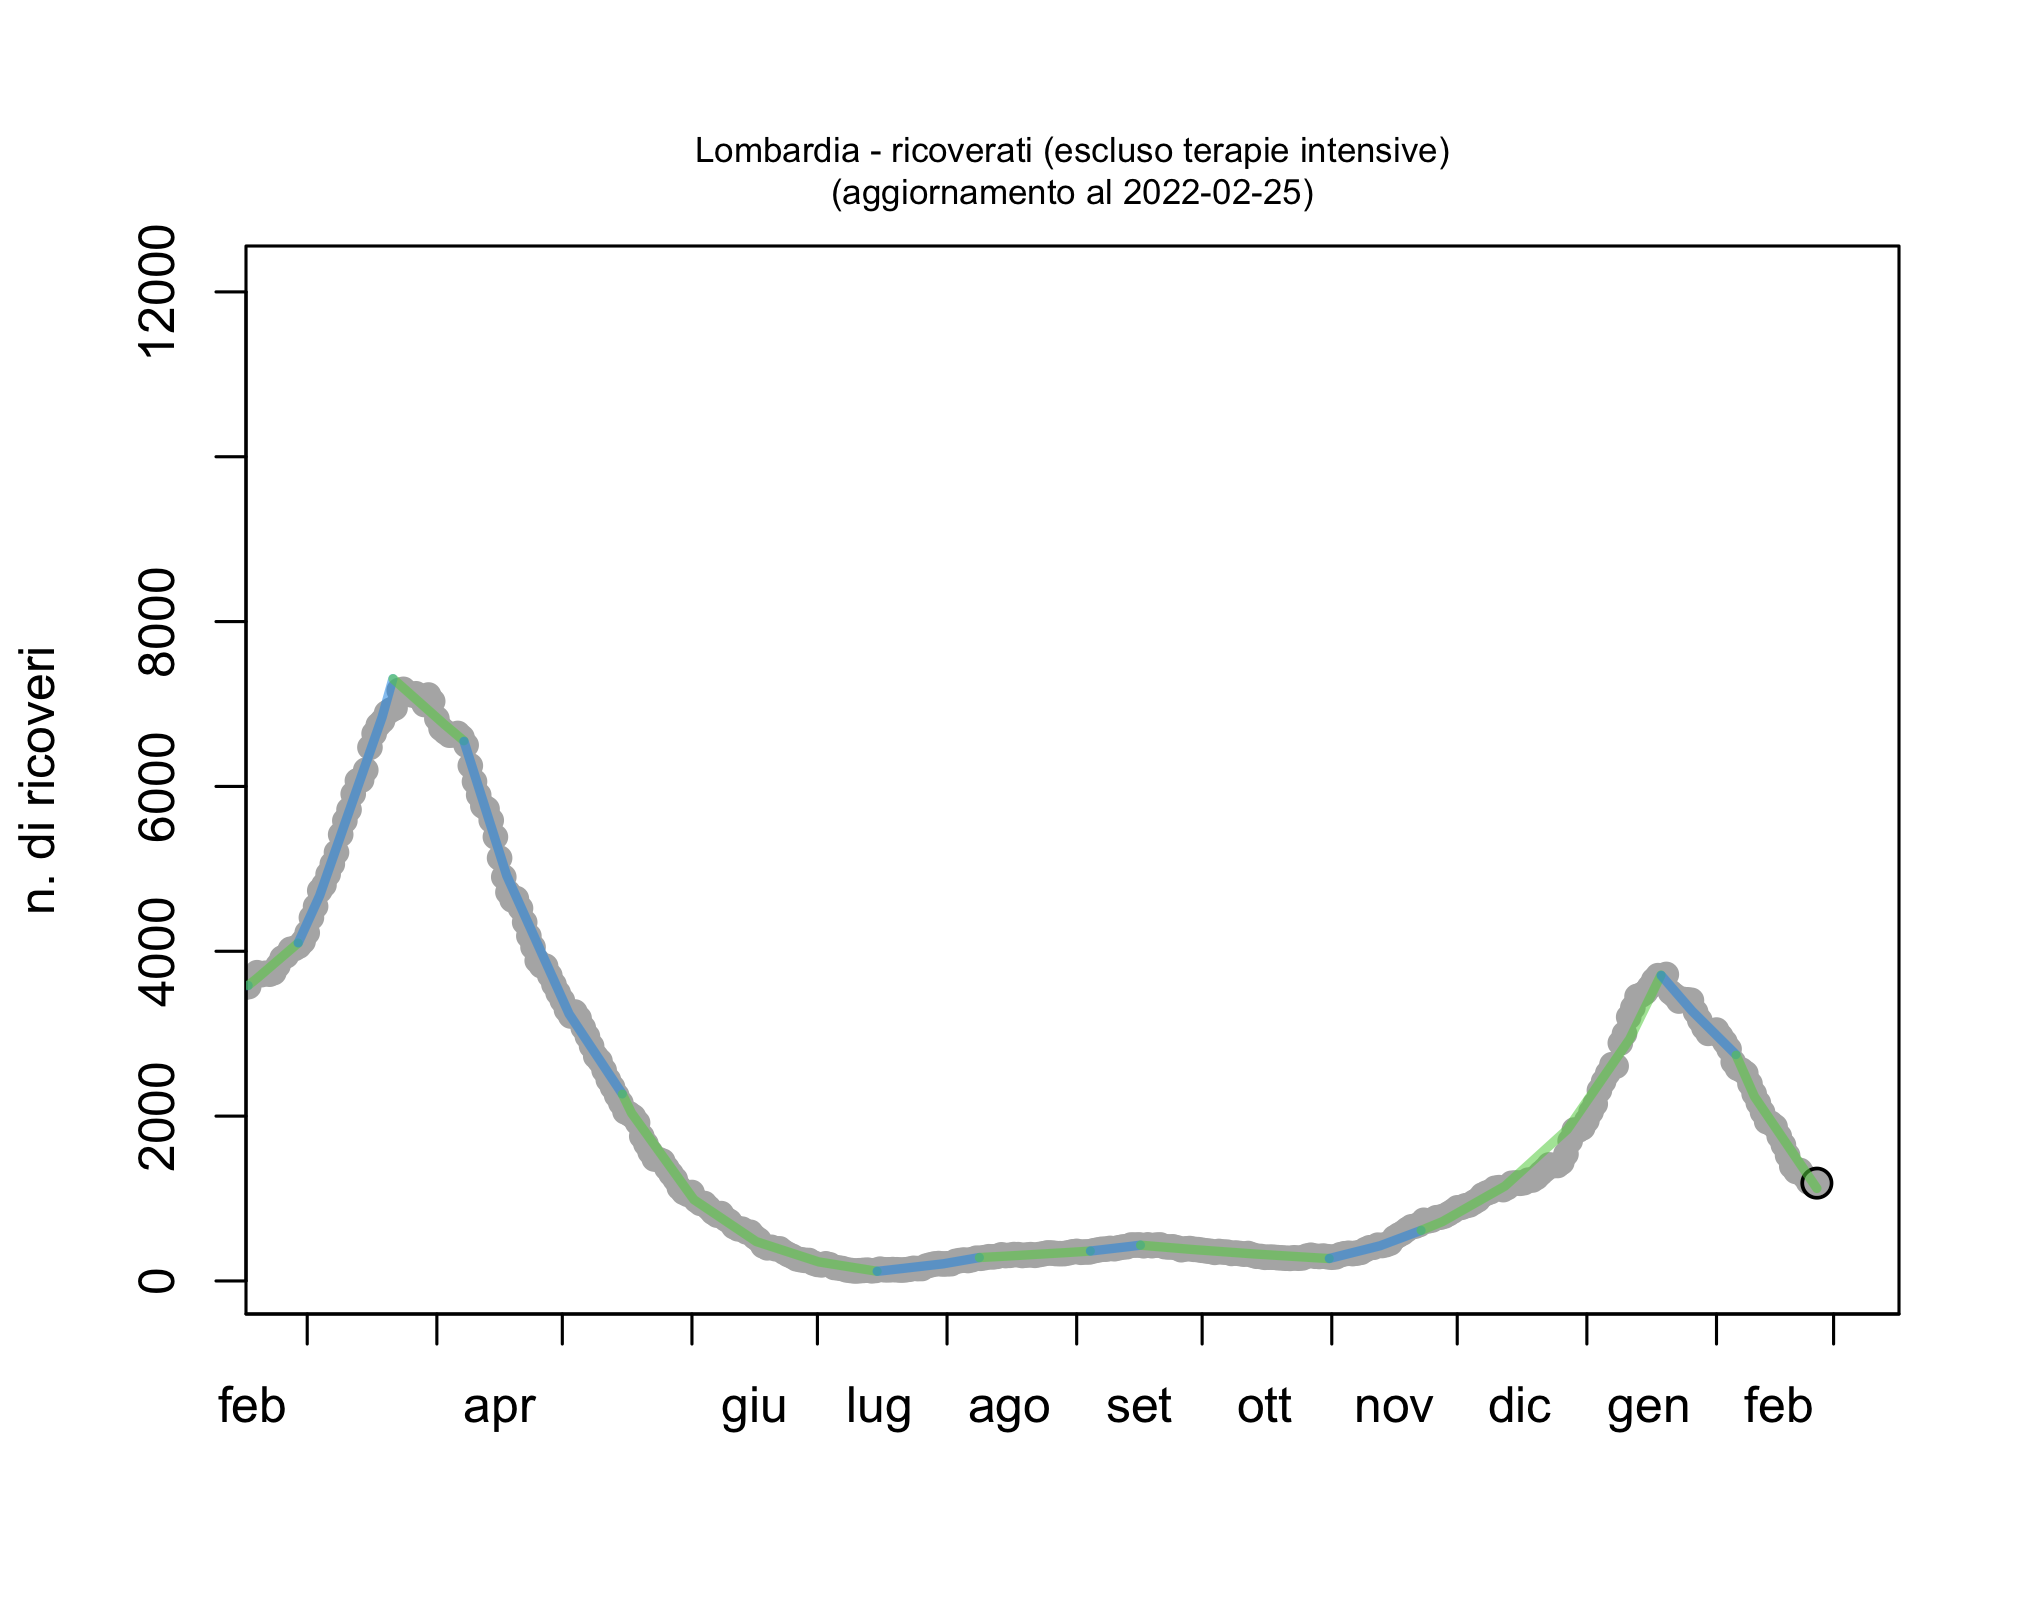 Lombardia - ricoverati (escluso terapie intensive)
(aggiornamento al 2022-02-25)
n. di ricoveri
12000
8000
6000
4000
2000
0
feb apr giu lug ago set ott nov dic gen feb